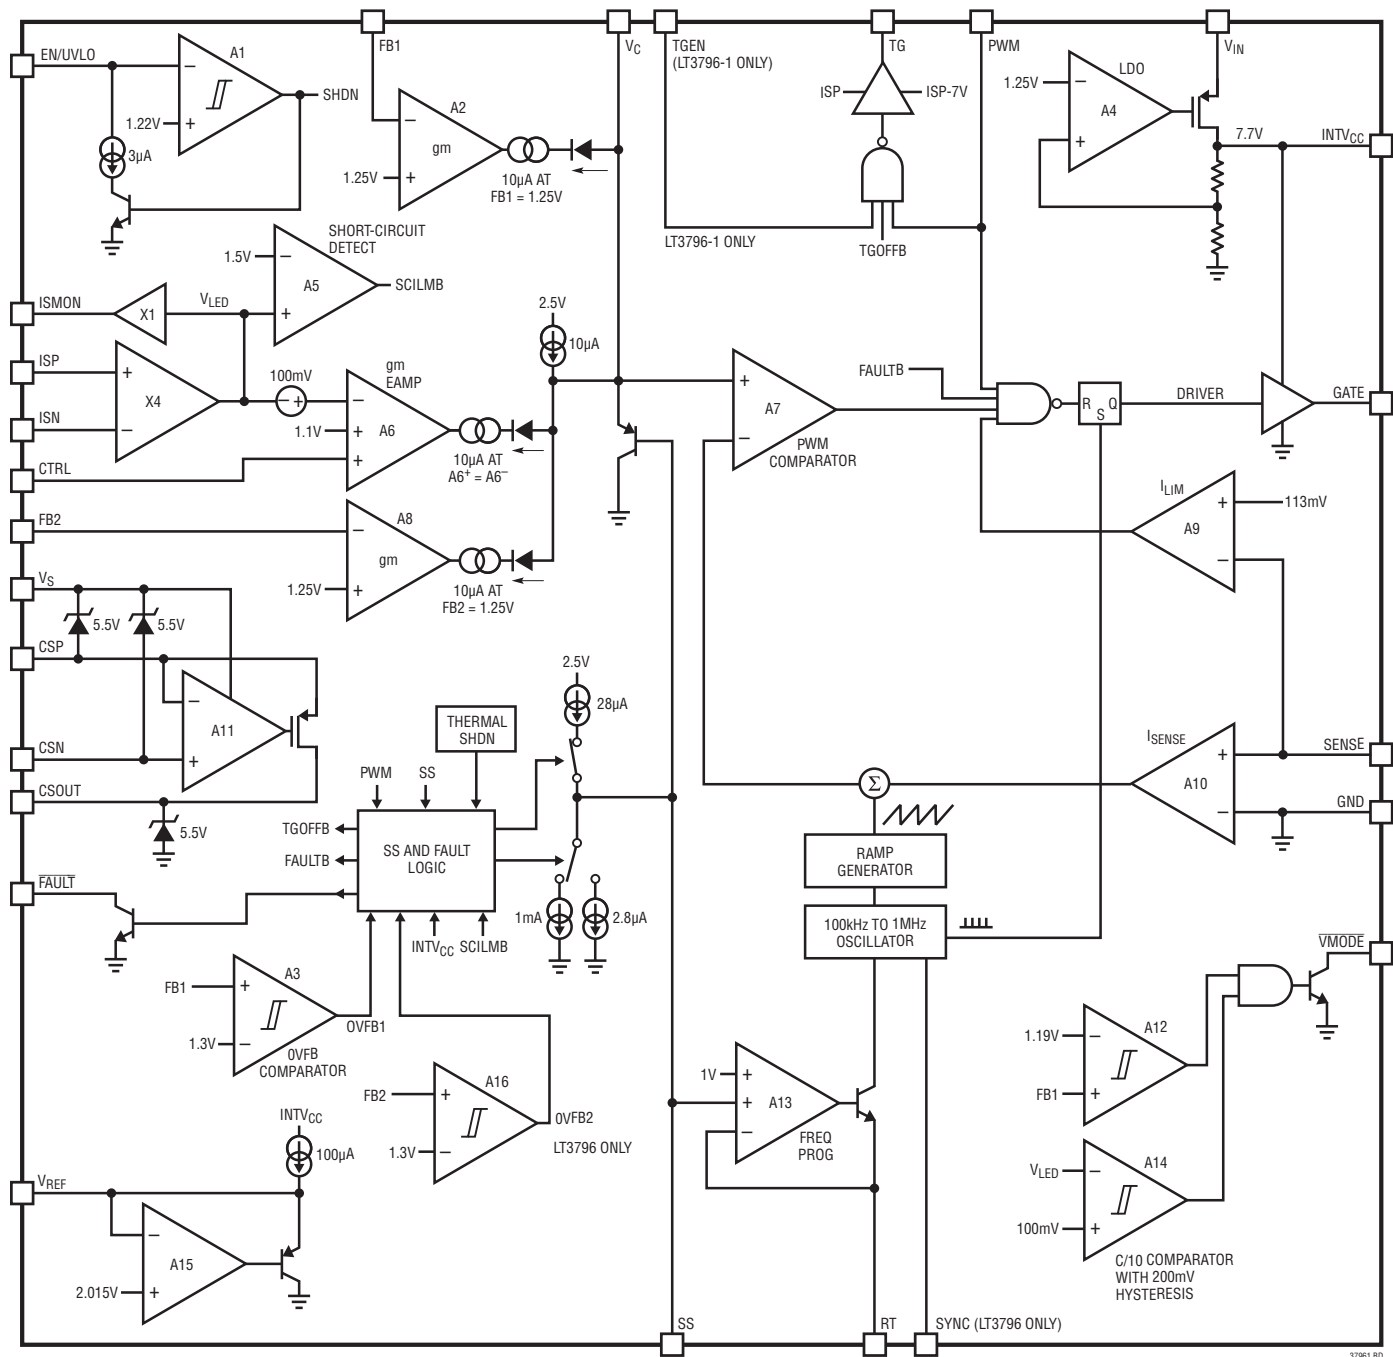 FB1
VC
TGEN
(LT3796-1 ONLY)
TG
PWM
VIN
EN/UVLO
A1
SHDN
1.22V
3µA
A2
gm
1.25V
10µA AT
FB1 = 1.25V
ISP
ISP-7V
LT3796-1 ONLY
TGOFFB
LDO
1.25V
A4
7.7V
INTVCC
SHORT-CIRCUIT
DETECT
1.5V
A5
SCILMB
ISMON
X1
VLED
ISP
X4
ISN
100mV
gm
EAMP
1.1V
A6
10µA AT
A6+ = A6–
CTRL
2.5V
10µA
FB2
A8
gm
1.25V
10µA AT
FB2 = 1.25V
A7
PWM
COMPARATOR
FAULTB
R
S
Q
DRIVER
GATE
ILIM
A9
113mV
VS
5.5V
5.5V
CSP
A11
CSN
CSOUT
5.5V
THERMAL
SHDN
2.5V
28µA
PWM
SS
TGOFFB
FAULTB
SS AND FAULT
LOGIC
1mA
2.8µA
INTVCC
SCILMB
FAULT
ISENSE
A10
SENSE
GND
Σ
RAMP
GENERATOR
100kHz TO 1MHz
OSCILLATOR
VMODE
FB1
A3
1.3V
OVFB1
OVFB
COMPARATOR
FB2
A16
1.3V
OVFB2
LT3796 ONLY
1V
A13
FREQ
PROG
1.19V
A12
FB1
VLED
A14
100mV
C/10 COMPARATOR
WITH 200mV
HYSTERESIS
INTVCC
100µA
VREF
A15
2.015V
SS
RT
SYNC (LT3796 ONLY)
37961 BD